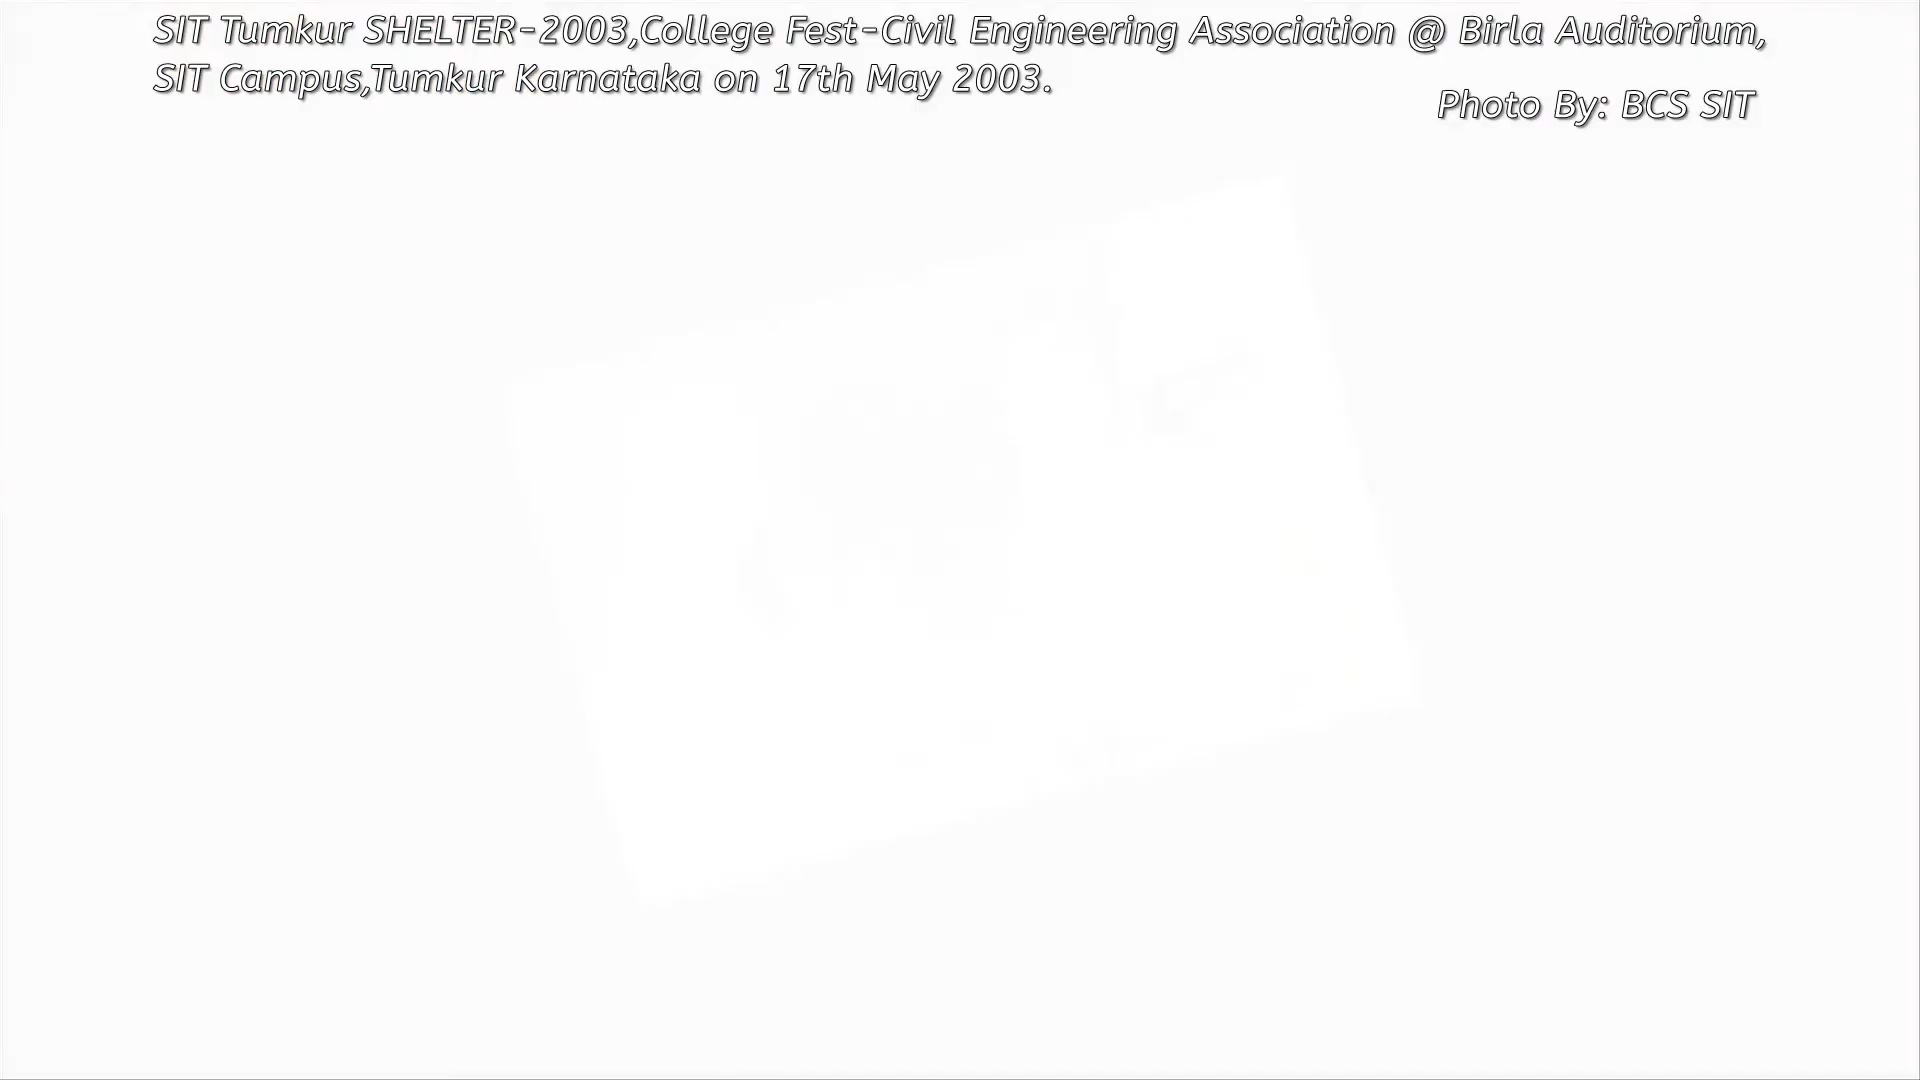 SIT Tumkur SHELTER-2003,College Fest-Civil Engineering Association @ Birla Auditorium,
SIT Campus,Tumkur Karnataka on 17th May 2003.
Photo By: BCS SIT